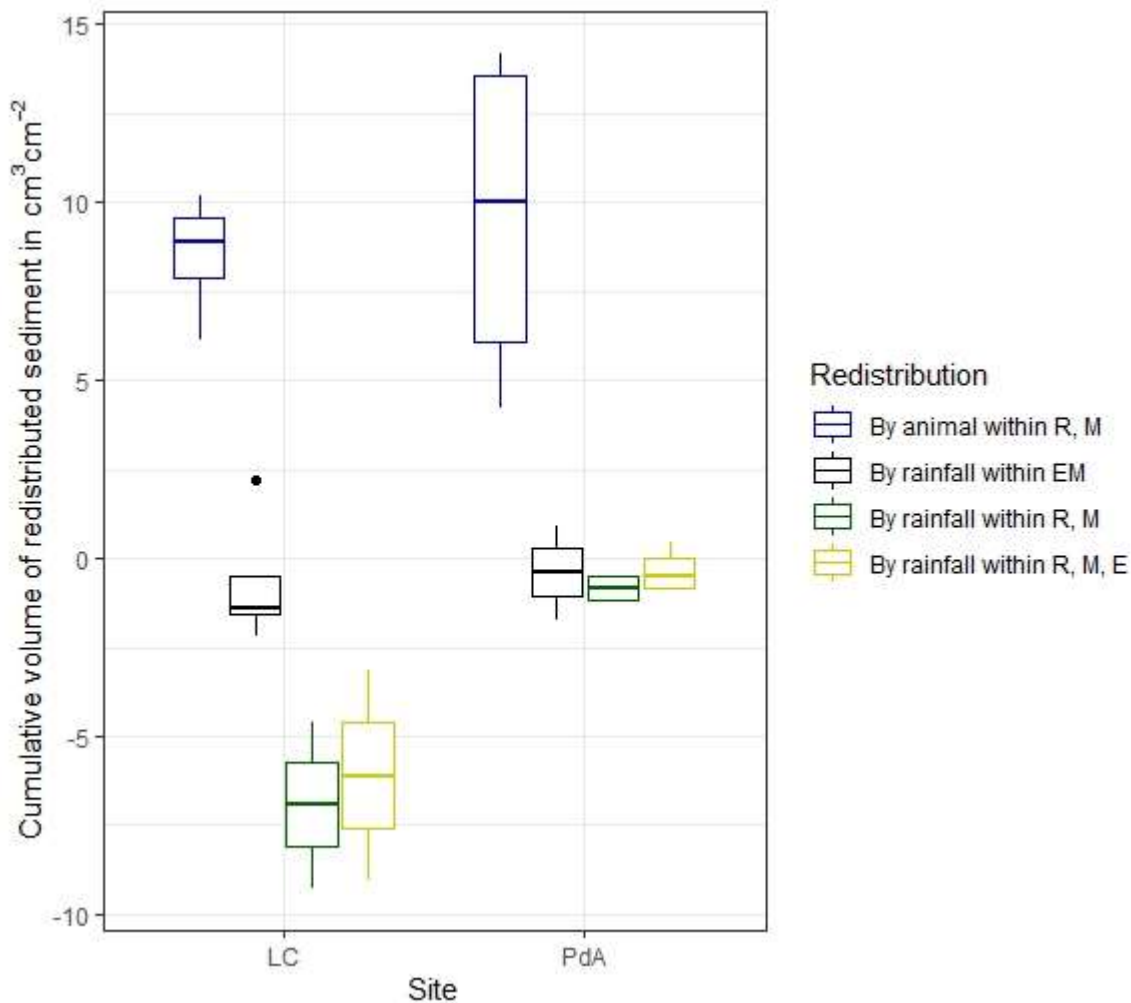 Cumulative volume of redistributed sediment in cm³cm⁻²
15
10
5
0
-5
-10
LC
PdA
Site
Redistribution
By animal within R, M
By rainfall within EM
By rainfall within R, M
By rainfall within R, M, E